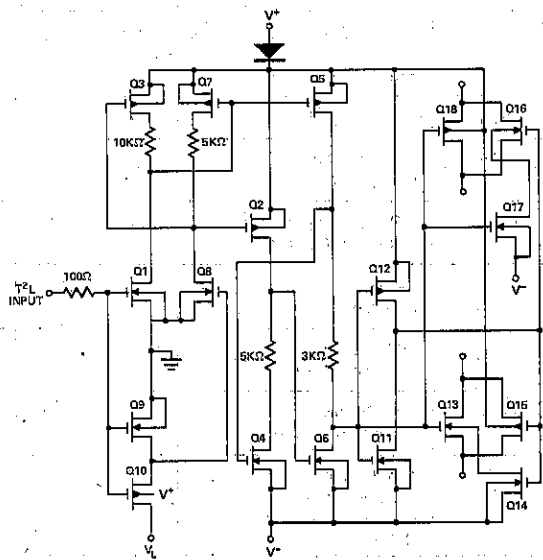 V+
Q3
Q7
Q5
10KΩ
5KΩ
Q18
Q16
Q2
Q17
V-
Q1
Q8
Q12
100Ω
T²L
INPUT
5KΩ
3KΩ
Q9
Q4
Q6
Q11
Q13
Q15
Q10
V+
Q14
VL
V-